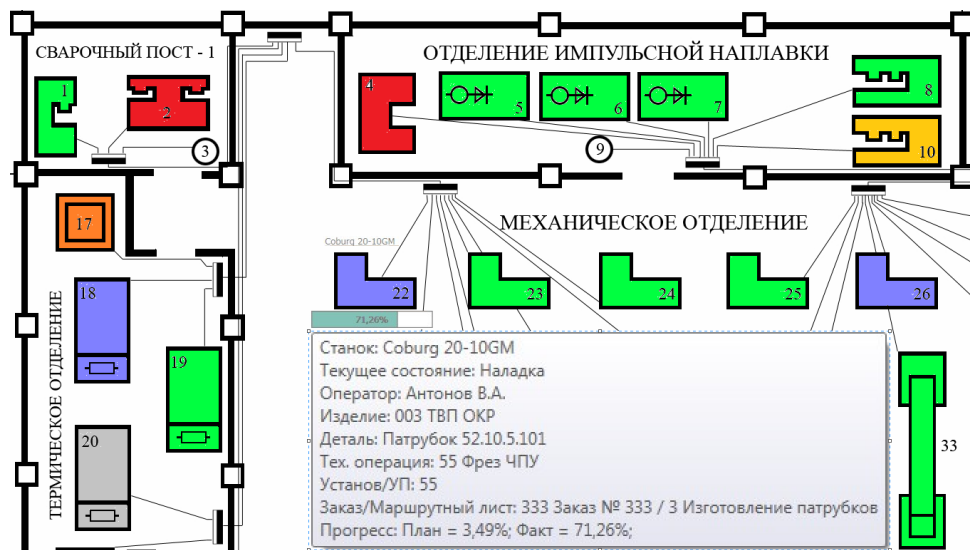 СВАРОЧНЫЙ ПОСТ - 1
ОТДЕЛЕНИЕ ИМПУЛЬСНОЙ НАПЛАВКИ
1
2
3
4
5
6
7
8
9
10
МЕХАНИЧЕСКОЕ ОТДЕЛЕНИЕ
17
Coburg 20-10GM
18
22
23
24
25
26
ТЕРМИЧЕСКОЕ ОТДЕЛЕНИЕ
19
20
33
71,26%
Станок: Coburg 20-10GM
Текущее состояние: Наладка
Оператор: Антонов В.А.
Изделие: 003 ТВП ОКР
Деталь: Патрубок 52.10.5.101
Тех. операция: 55 Фрез ЧПУ
Установ/УП: 55
Заказ/Маршрутный лист: 333 Заказ № 333 / 3 Изготовление патрубков
Прогресс: План = 3,49%; Факт = 71,26%;